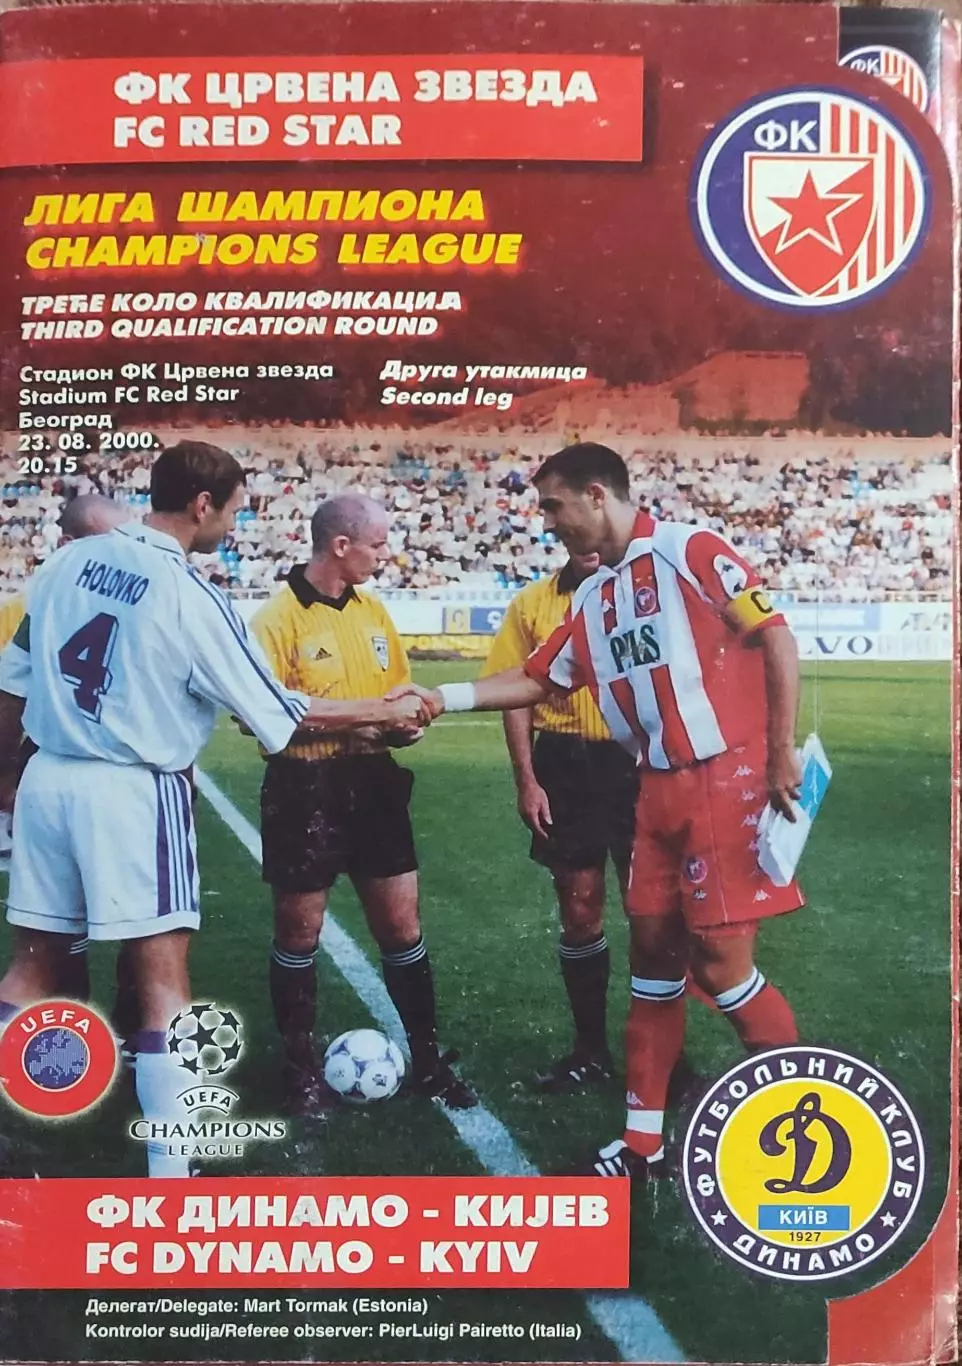 ФК ЦРВЕНА ЗВЕЗДА
FC RED STAR
ФК
ФК
ЛИГА ШАМПИОНА
CHAMPIONS LEAGUE
ТРЕЋЕ КОЛО КВАЛИФИКАЦИЈА
THIRD QUALIFICATION ROUND
Стадион ФК Црвена звезда
Stadium FC Red Star
Београд
23. 08. 2000.
20.15
Друга утакмица
Second leg
HOLOVKO
4
C
LVO
UEFA
UEFA
CHAMPIONS
LEAGUE
ФУТБОЛЬНИЙ КЛУБ
Д
КИЇВ
1927
ДИНАМО
ФК ДИНАМО - КИЈЕВ
FC DYNAMO - KYIV
Делегат/Delegate: Mart Tormak (Estonia)
Kontrolor sudija/Referee observer: PierLuigi Pairetto (Italia)